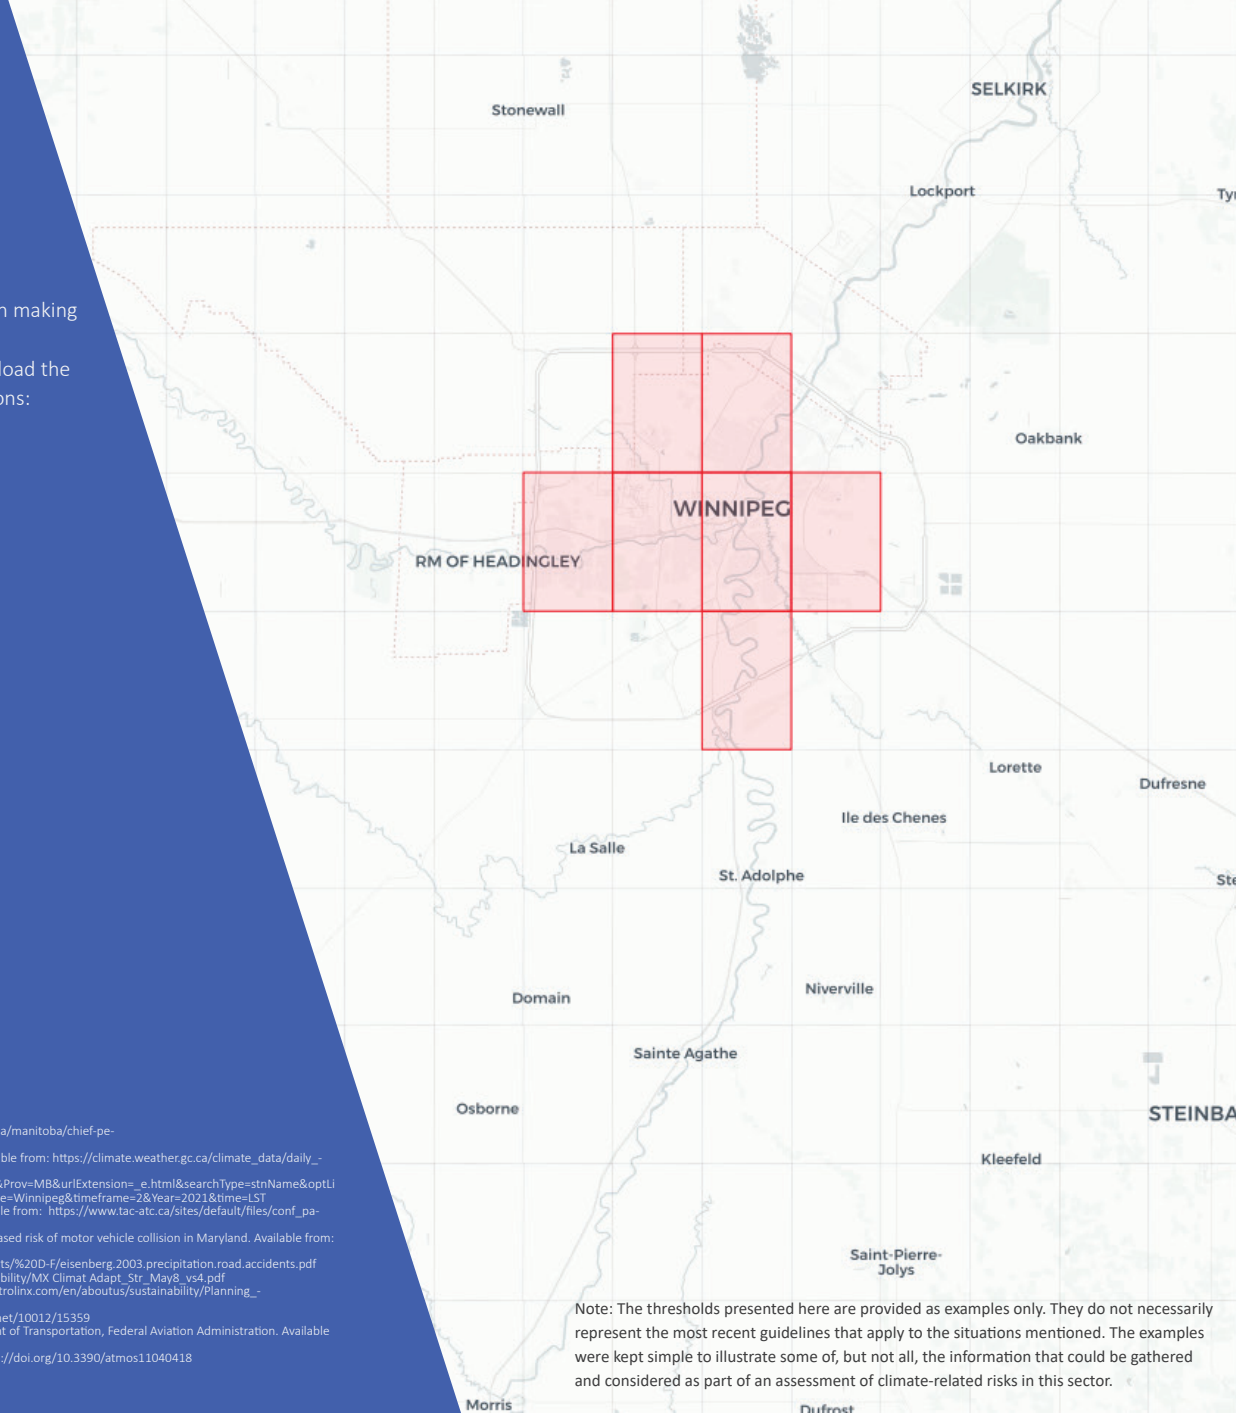 SELKIRK
Stonewall
Lockport
n making
load the
ons:
Oakbank
WINNIPEG
RM OF HEADINGLEY
Lorette
Dufresne
Ile des Chenes
La Salle
St. Adolphe
Niverville
Domain
Sainte Agathe
Osborne
STEINBA
Kleefeld
Saint-Pierre-
Jolys
a/manitoba/chief-pe-
ble from: https://climate.weather.gc.ca/climate_data/daily_-
&Prov=MB&urlExtension=_e.html&searchType=stnName&optLi
e=Winnipeg&timeframe=2&Year=2021&time=LST
le from: https://www.tac-atc.ca/sites/default/files/conf_pa-
ased risk of motor vehicle collision in Maryland. Available from:
ts/%20D-F/eisenberg.2003.precipitation.road.accidents.pdf
bility/MX Climat Adapt_Str_May8_vs4.pdf
trolinx.com/en/aboutus/sustainability/Planning_-
net/10012/15359
nt of Transportation, Federal Aviation Administration. Available
://doi.org/10.3390/atmos11040418
Note: The thresholds presented here are provided as examples only. They do not necessarily
represent the most recent guidelines that apply to the situations mentioned. The examples
were kept simple to illustrate some of, but not all, the information that could be gathered
and considered as part of an assessment of climate-related risks in this sector.
Morris
Dufrost